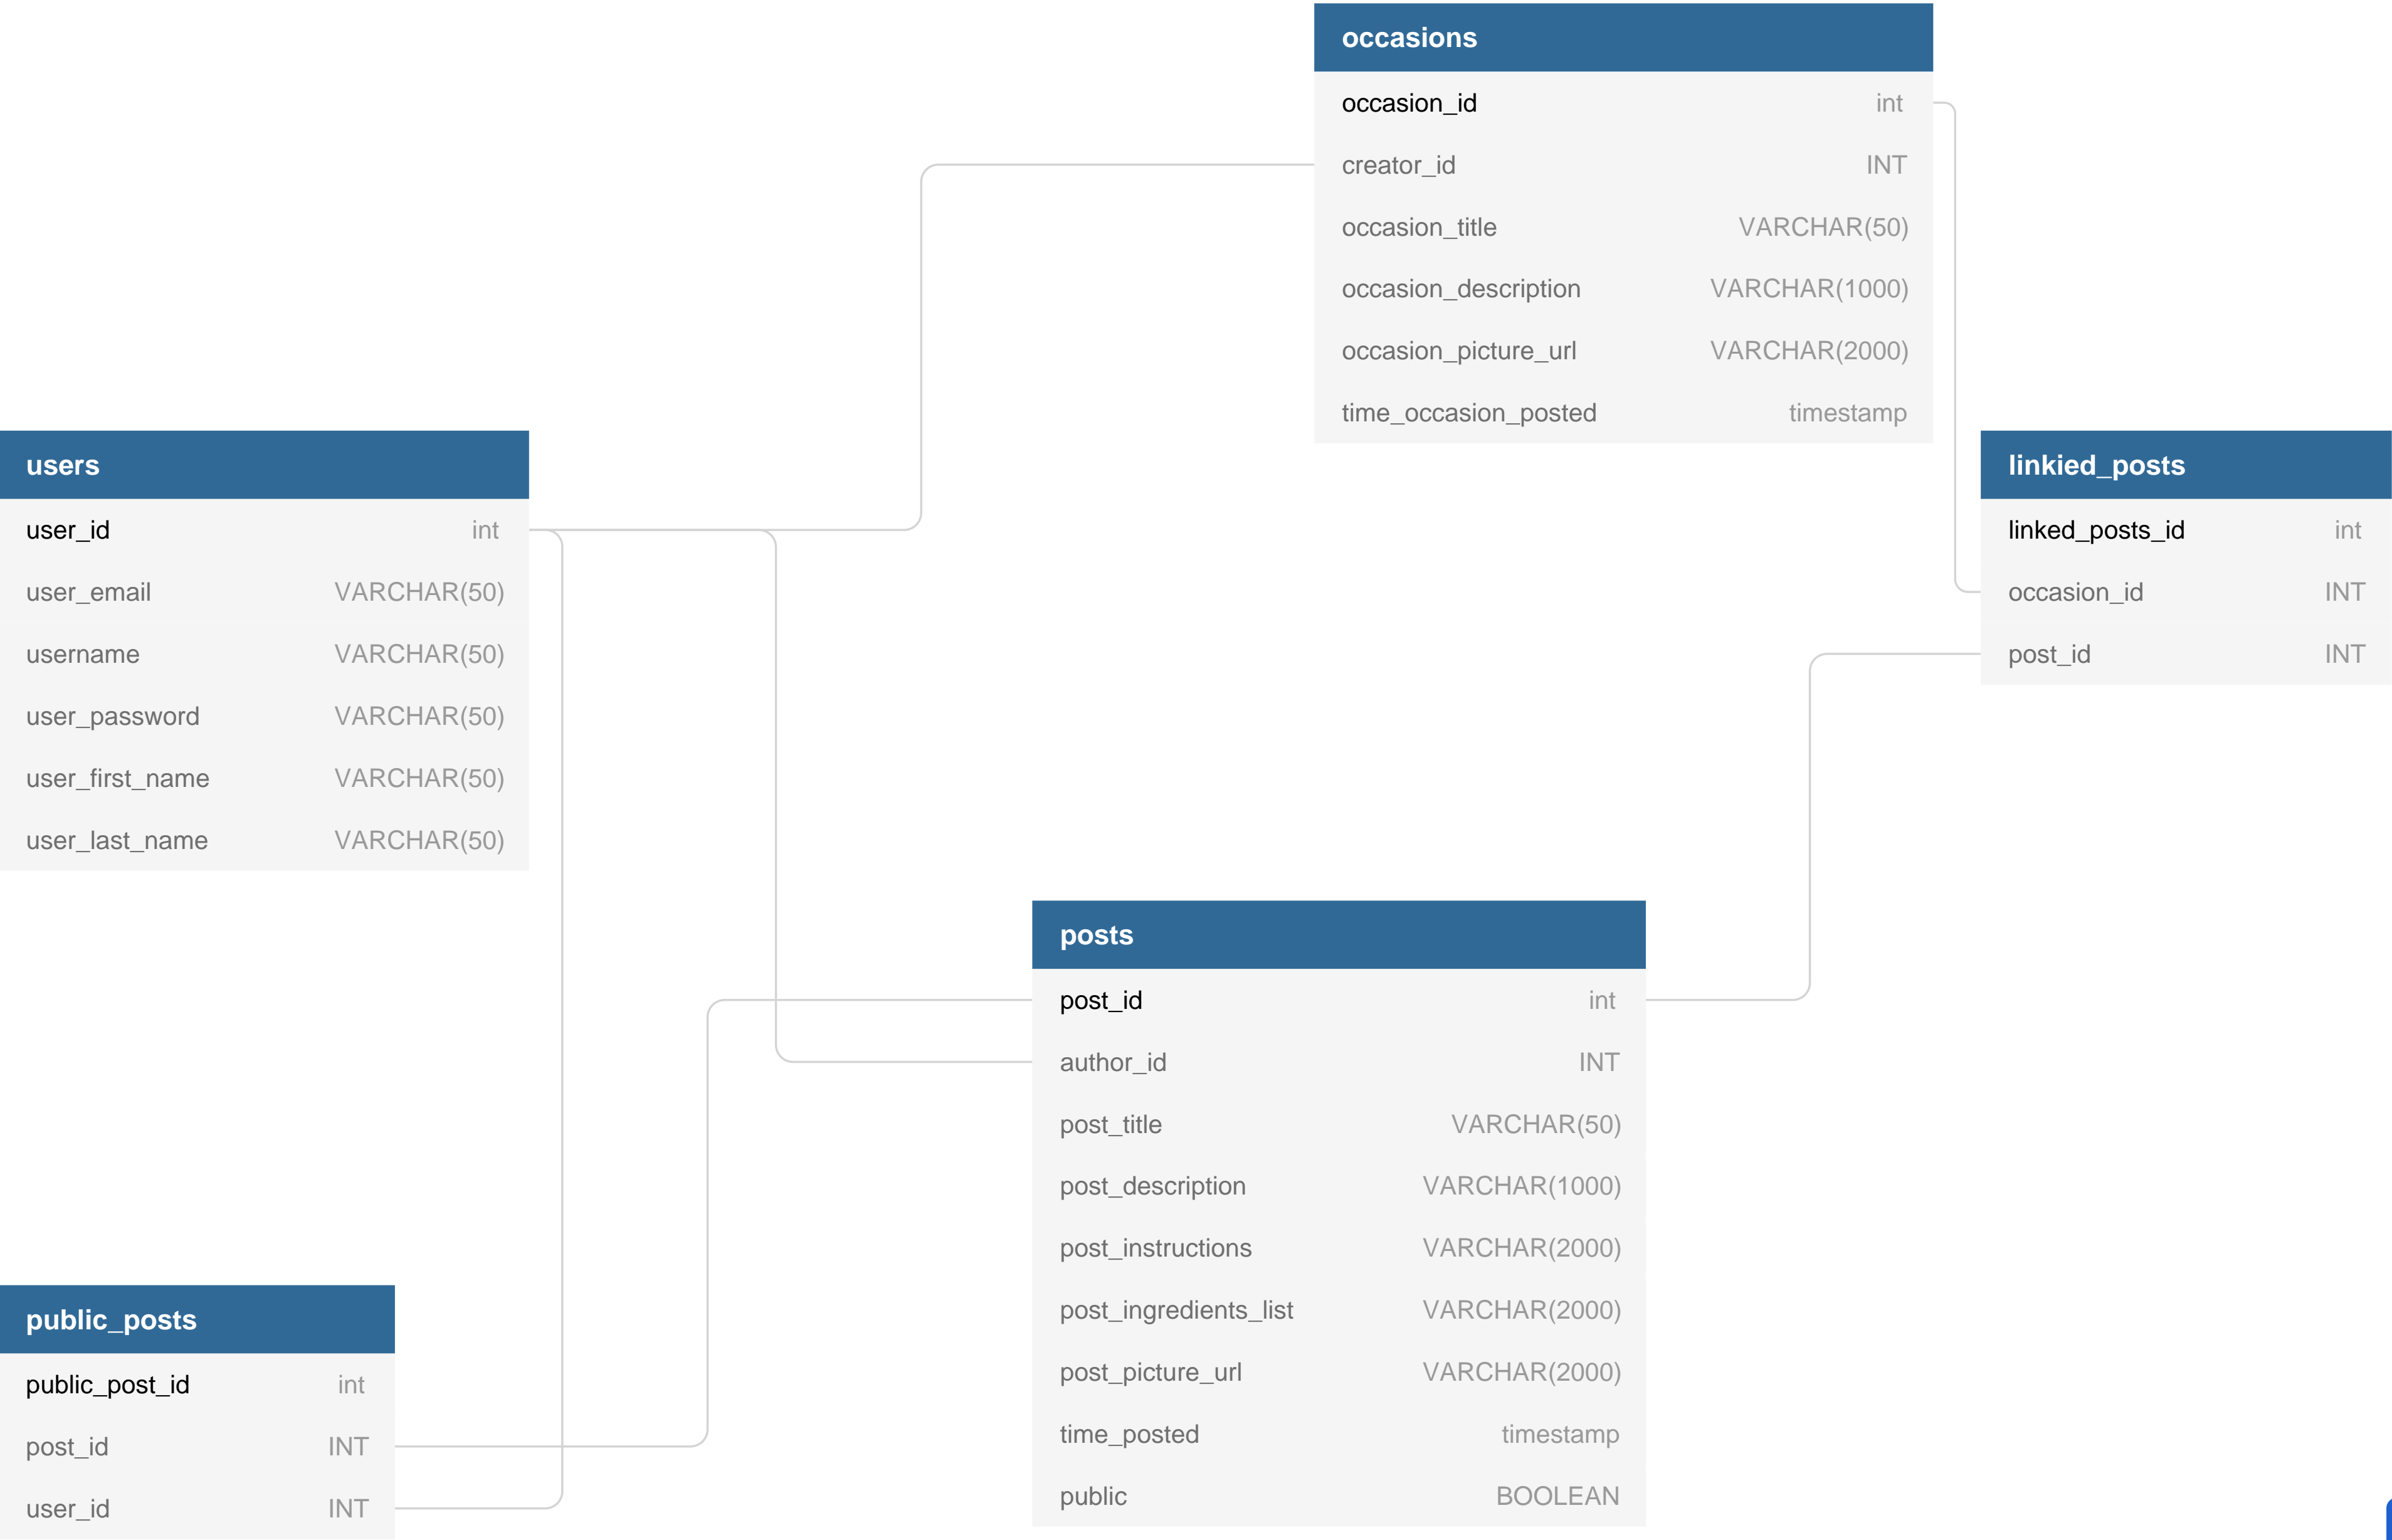 occasions
occasion_id int
creator_id INT
occasion_title VARCHAR(50)
occasion_description VARCHAR(1000)
occasion_picture_url VARCHAR(2000)
time_occasion_posted timestamp
users
user_id int
user_email VARCHAR(50)
username VARCHAR(50)
user_password VARCHAR(50)
user_first_name VARCHAR(50)
user_last_name VARCHAR(50)
linkied_posts
linked_posts_id int
occasion_id INT
post_id INT
posts
post_id int
author_id INT
post_title VARCHAR(50)
post_description VARCHAR(1000)
post_instructions VARCHAR(2000)
post_ingredients_list VARCHAR(2000)
post_picture_url VARCHAR(2000)
time_posted timestamp
public BOOLEAN
public_posts
public_post_id int
post_id INT
user_id INT